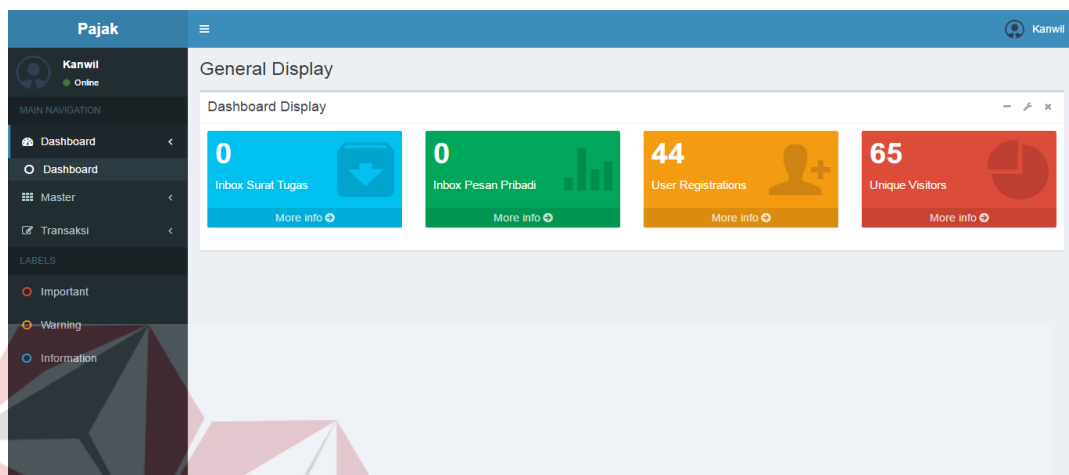 Pajak
Kanwil
Kanwil
Online
MAIN NAVIGATION
Dashboard
Dashboard
Master
Transaksi
LABELS
Important
Warning
Information
General Display
Dashboard Display
0
Inbox Surat Tugas
More info
0
Inbox Pesan Pribadi
More info
44
User Registrations
More info
65
Unique Visitors
More info